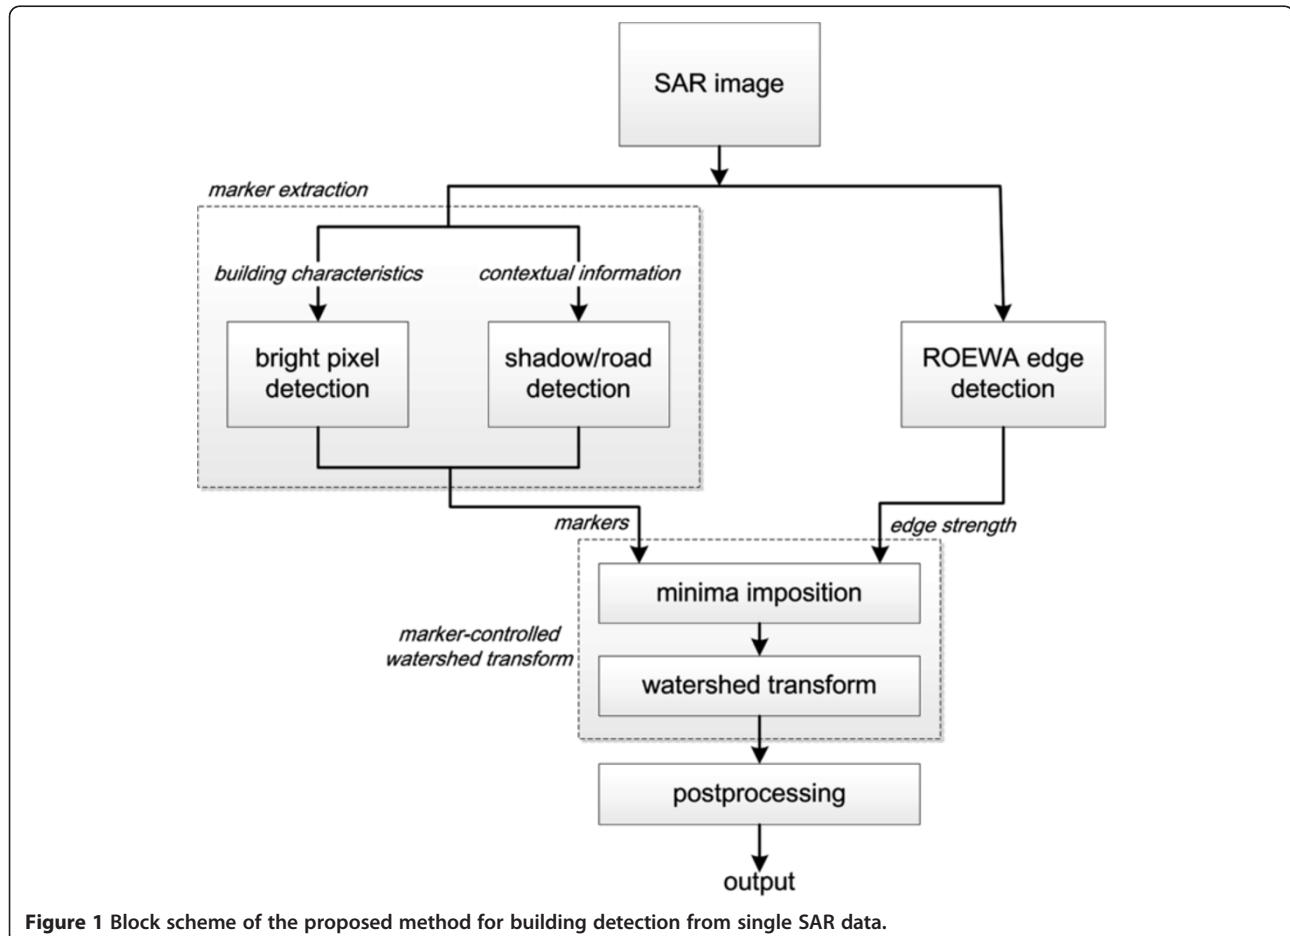 SAR image
marker extraction
building characteristics
contextual information
bright pixel
detection
shadow/road
detection
ROEWA edge
detection
markers
edge strength
minima imposition
marker-controlled
watershed transform
watershed transform
postprocessing
output
Figure 1 Block scheme of the proposed method for building detection from single SAR data.